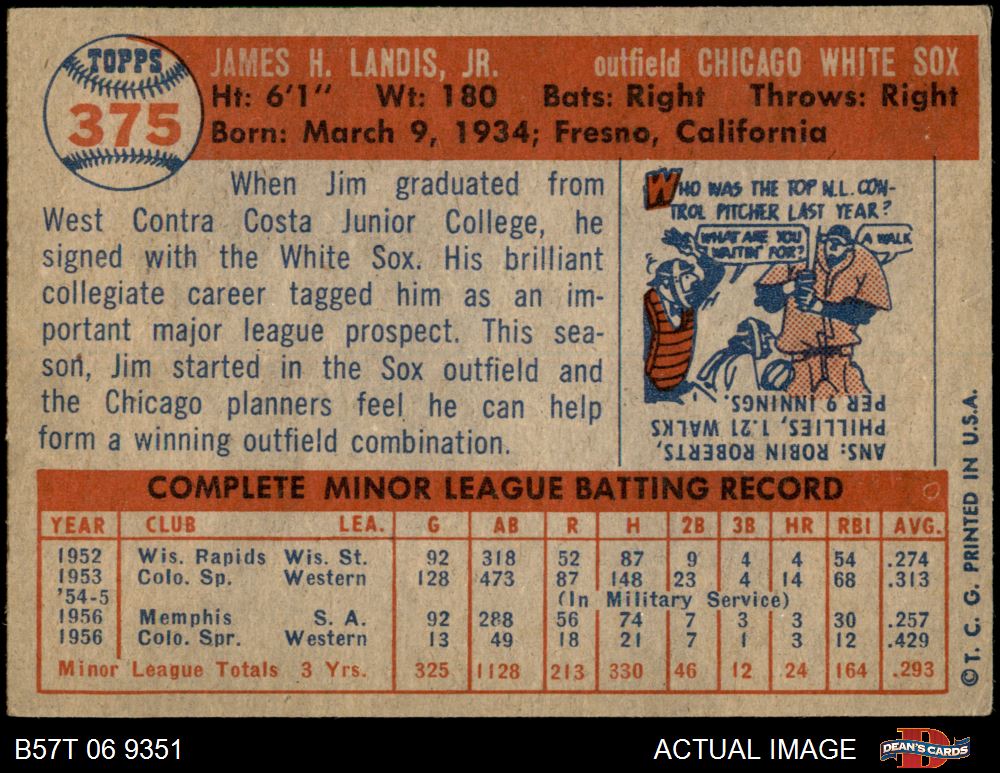 TOPPS
375
JAMES H. LANDIS, JR. outfield CHICAGO WHITE SOX
Ht: 6'1" Wt: 180 Bats: Right Throws: Right
Born: March 9, 1934; Fresno, California
When Jim graduated from
West Contra Costa Junior College, he
signed with the White Sox. His brilliant
collegiate career tagged him as an im-
portant major league prospect. This sea-
son, Jim started in the Sox outfield and
the Chicago planners feel he can help
form a winning outfield combination.
WHO WAS THE TOP N.L. CON-
TROL PITCHER LAST YEAR?
WHAT ARE YOU
WAITIN' FOR?
A WALK
ANS: ROBIN ROBERTS,
PHILLIES, 1.21 WALKS
PER 9 INNINGS.
COMPLETE MINOR LEAGUE BATTING RECORD
YEAR CLUB LEA. G AB R H 2B 3B HR RBI AVG.
1952 Wis. Rapids Wis. St. 92 318 52 87 9 4 4 54 .274
1953 Colo. Sp. Western 128 473 87 148 23 4 14 68 .313
'54-5 (In Military Service)
1956 Memphis S. A. 92 288 56 74 7 3 3 30 .257
1956 Colo. Spr. Western 13 49 18 21 7 1 3 12 .429
Minor League Totals 3 Yrs. 325 1128 213 330 46 12 24 164 .293
© T. C. G. PRINTED IN U.S.A.
B57T 06 9351 ACTUAL IMAGE
DEAN'S CARDS